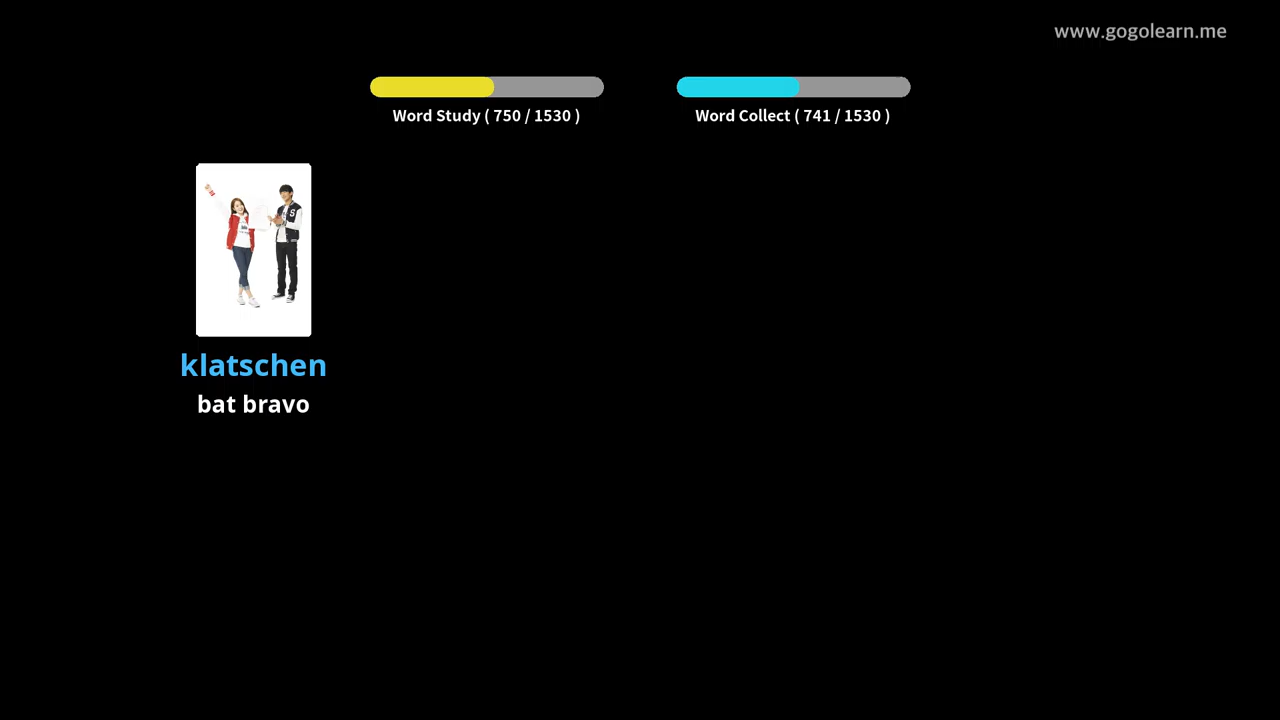 www.gogolearn.me
Word Study ( 750 / 1530 )
Word Collect ( 741 / 1530 )
S
klatschen
bat bravo